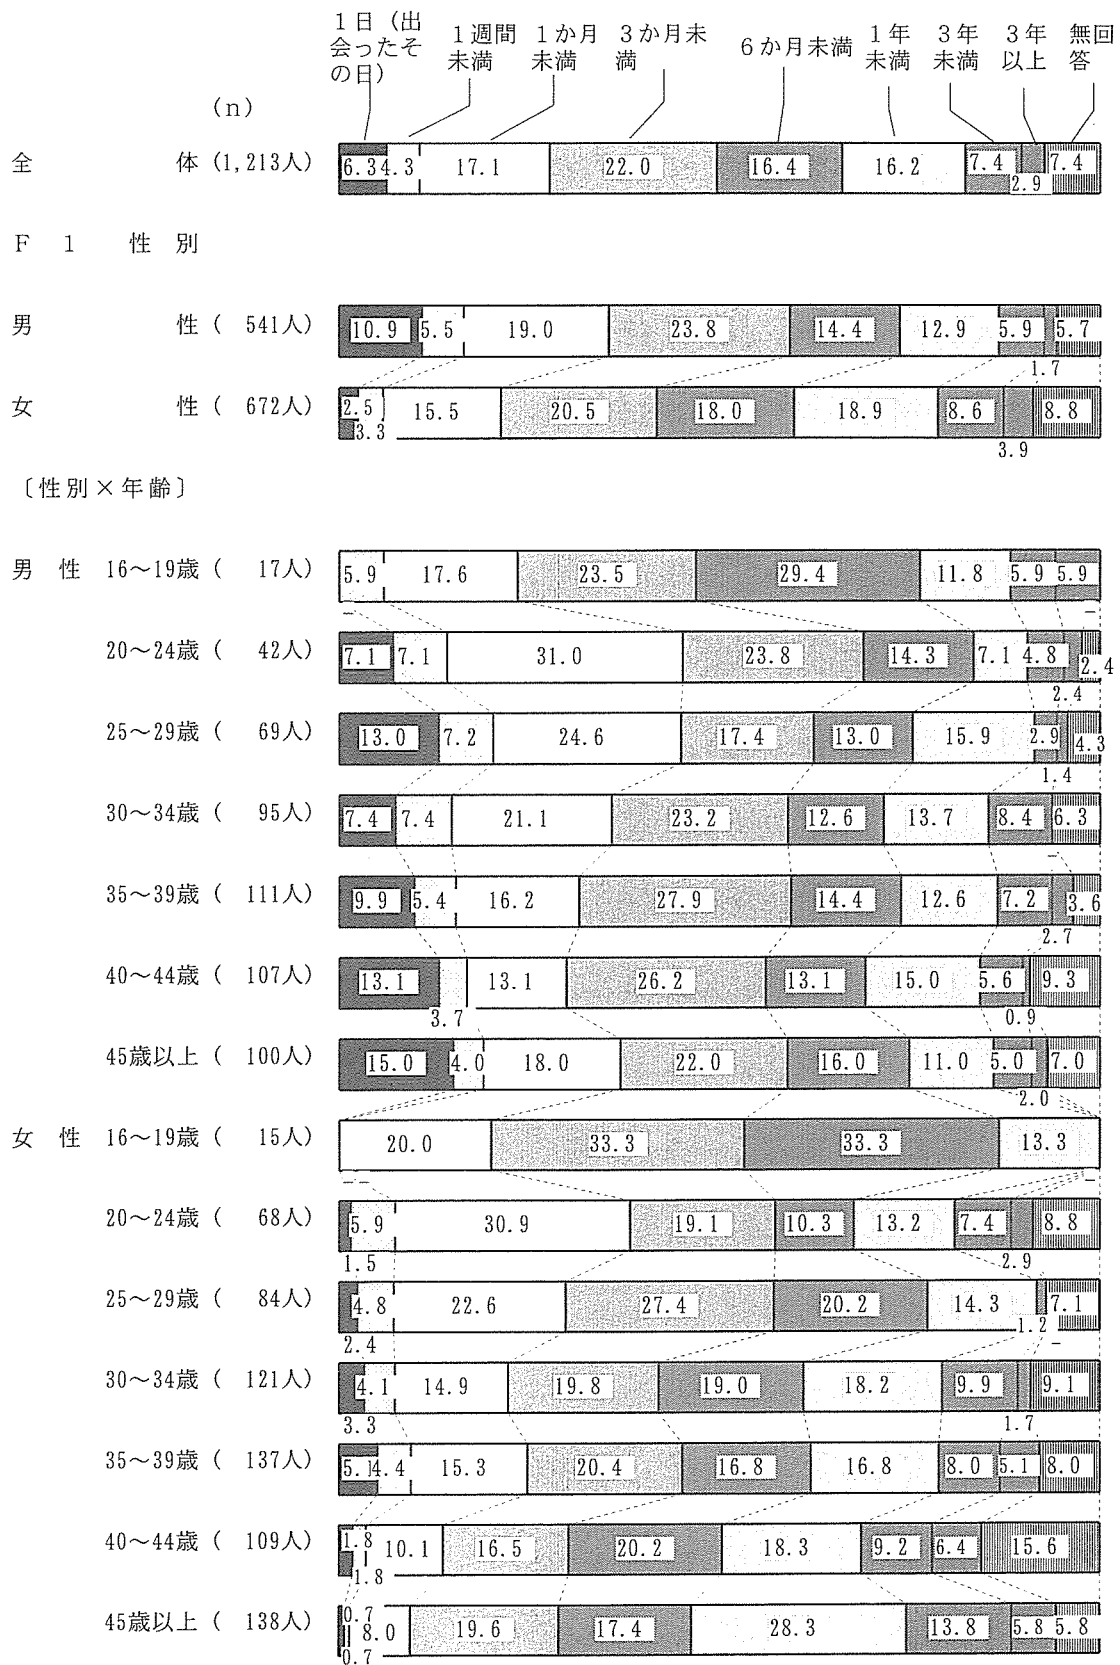 1日（出会ったその日）
1週間未満
1か月未満
3か月未満
6か月未満
1年未満
3年未満
3年以上
無回答
(n)
全 体 (1,213人) 6.3 4.3 17.1 22.0 16.4 16.2 7.4 2.9 7.4
F 1 性 別
男 性 ( 541人) 10.9 5.5 19.0 23.8 14.4 12.9 5.9 1.7 5.7
女 性 ( 672人) 2.5 3.3 15.5 20.5 18.0 18.9 8.6 3.9 8.8
〔性別×年齢〕
男 性 16～19歳 ( 17人) - 5.9 17.6 23.5 29.4 11.8 5.9 5.9 -
20～24歳 ( 42人) 7.1 7.1 31.0 23.8 14.3 7.1 4.8 2.4 2.4
25～29歳 ( 69人) 13.0 7.2 24.6 17.4 13.0 15.9 2.9 1.4 4.3
30～34歳 ( 95人) 7.4 7.4 21.1 23.2 12.6 13.7 8.4 - 6.3
35～39歳 ( 111人) 9.9 5.4 16.2 27.9 14.4 12.6 7.2 2.7 3.6
40～44歳 ( 107人) 13.1 3.7 13.1 26.2 13.1 15.0 5.6 0.9 9.3
45歳以上 ( 100人) 15.0 4.0 18.0 22.0 16.0 11.0 5.0 2.0 7.0
女 性 16～19歳 ( 15人) - - 20.0 33.3 33.3 13.3 -
20～24歳 ( 68人) 1.5 5.9 30.9 19.1 10.3 13.2 7.4 2.9 8.8
25～29歳 ( 84人) 2.4 4.8 22.6 27.4 20.2 14.3 1.2 - 7.1
30～34歳 ( 121人) 3.3 4.1 14.9 19.8 19.0 18.2 9.9 1.7 9.1
35～39歳 ( 137人) 5.1 4.4 15.3 20.4 16.8 16.8 8.0 5.1 8.0
40～44歳 ( 109人) 1.8 1.8 10.1 16.5 20.2 18.3 9.2 6.4 15.6
45歳以上 ( 138人) 0.7 0.7 8.0 19.6 17.4 28.3 13.8 5.8 5.8